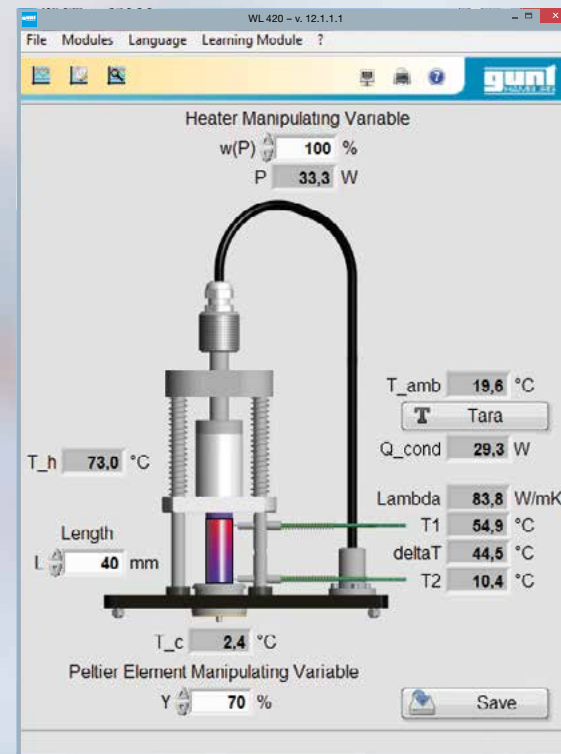 WL 420 – v. 12.1.1.1
File Modules Language Learning Module ?
gunt
HAMBURG
Heater Manipulating Variable
w(P) 100 %
P 33,3 W
T_amb 19,6 °C
T Tara
Q_cond 29,3 W
T_h 73,0 °C
Lambda 83,8 W/mK
T1 54,9 °C
Length
deltaT 44,5 °C
L 40 mm
T2 10,4 °C
T_c 2,4 °C
Peltier Element Manipulating Variable
Y 70 %
Save